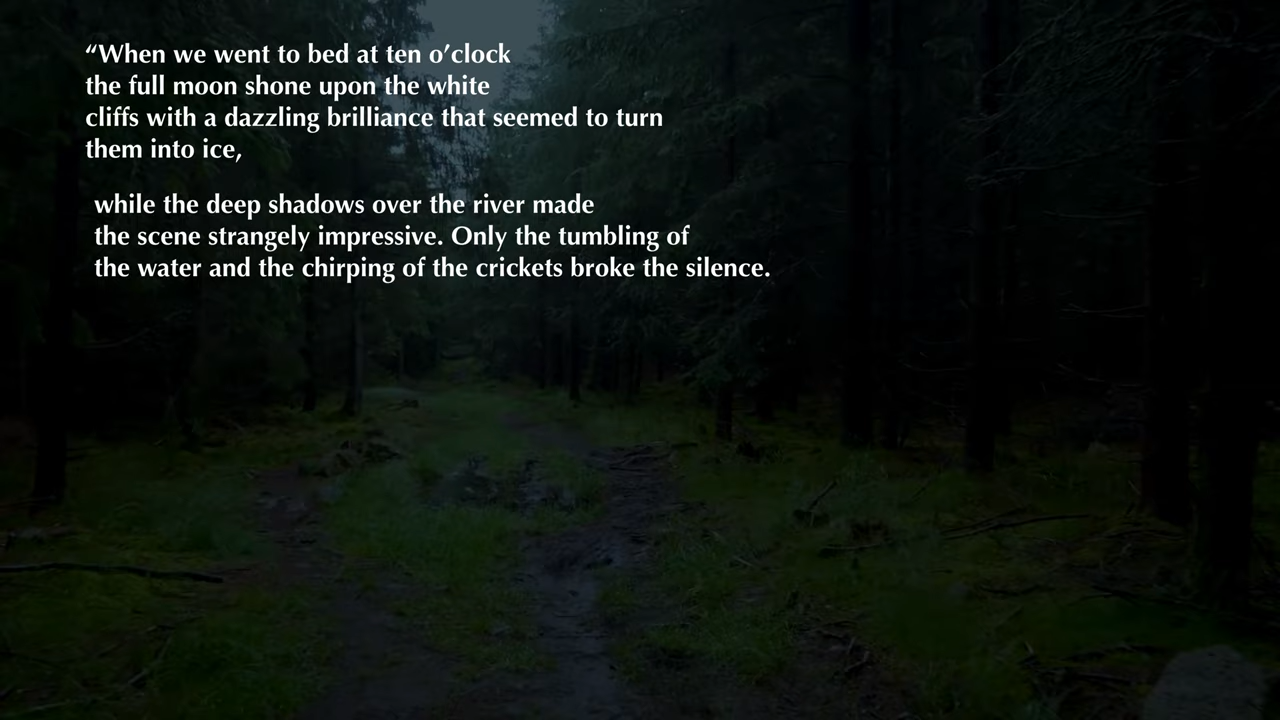 “When we went to bed at ten o’clock
the full moon shone upon the white
cliffs with a dazzling brilliance that seemed to turn
them into ice,
while the deep shadows over the river made
the scene strangely impressive. Only the tumbling of
the water and the chirping of the crickets broke the silence.